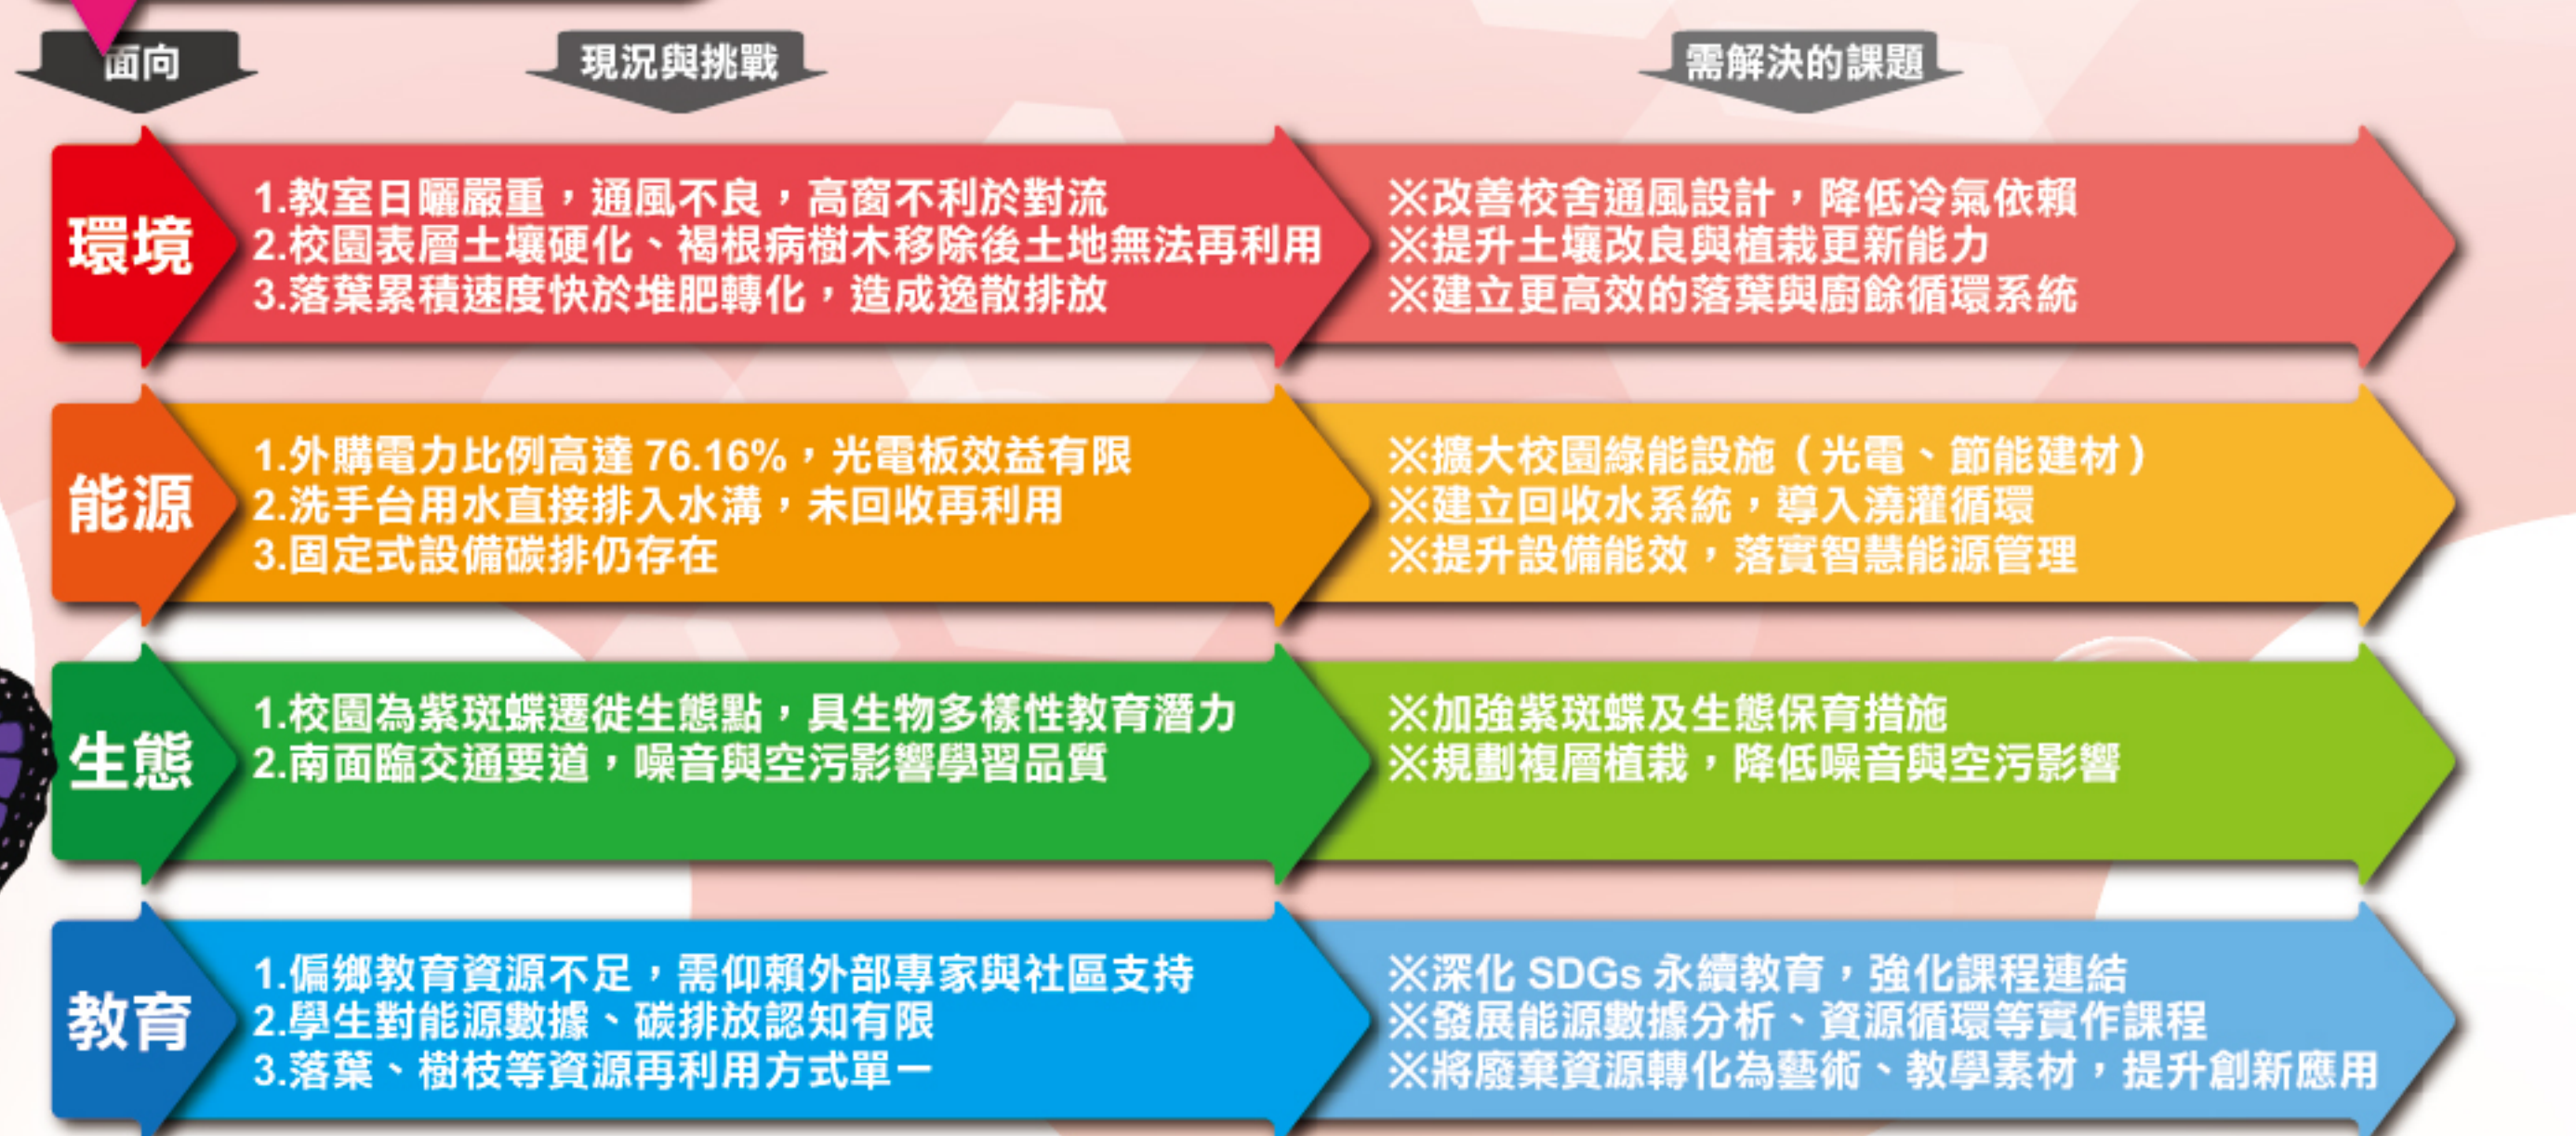 面向
現況與挑戰
需解決的課題
環境
1.教室日曬嚴重，通風不良，高窗不利於對流
2.校園表層土壤硬化、褐根病樹木移除後土地無法再利用
3.落葉累積速度快於堆肥轉化，造成逸散排放
※改善校舍通風設計，降低冷氣依賴
※提升土壤改良與植栽更新能力
※建立更高效的落葉與廚餘循環系統
能源
1.外購電力比例高達 76.16%，光電板效益有限
2.洗手台用水直接排入水溝，未回收再利用
3.固定式設備碳排仍存在
※擴大校園綠能設施（光電、節能建材）
※建立回收水系統，導入澆灌循環
※提升設備能效，落實智慧能源管理
生態
1.校園為紫斑蝶遷徙生態點，具生物多樣性教育潛力
2.南面臨交通要道，噪音與空污影響學習品質
※加強紫斑蝶及生態保育措施
※規劃複層植栽，降低噪音與空污影響
教育
1.偏鄉教育資源不足，需仰賴外部專家與社區支持
2.學生對能源數據、碳排放認知有限
3.落葉、樹枝等資源再利用方式單一
※深化 SDGs 永續教育，強化課程連結
※發展能源數據分析、資源循環等實作課程
※將廢棄資源轉化為藝術、教學素材，提升創新應用